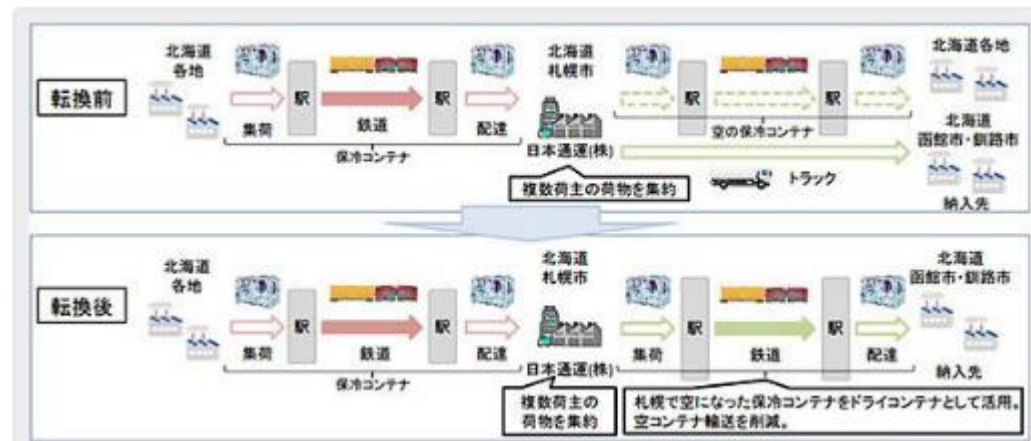 転換前
北海道
各地
駅
駅
集荷
鉄道
配達
保冷コンテナ
北海道
札幌市
日本通運(株)
複数荷主の荷物を集約
駅
駅
空の保冷コンテナ
トラック
北海道各地
北海道
函館市・釧路市
納入先
転換後
北海道
各地
駅
駅
集荷
鉄道
配達
保冷コンテナ
北海道
札幌市
日本通運(株)
複数荷主の
荷物を集約
駅
駅
集荷
鉄道
配達
北海道
函館市・釧路市
納入先
札幌で空になった保冷コンテナをドライコンテナとして活用。
空コンテナ輸送を削減。